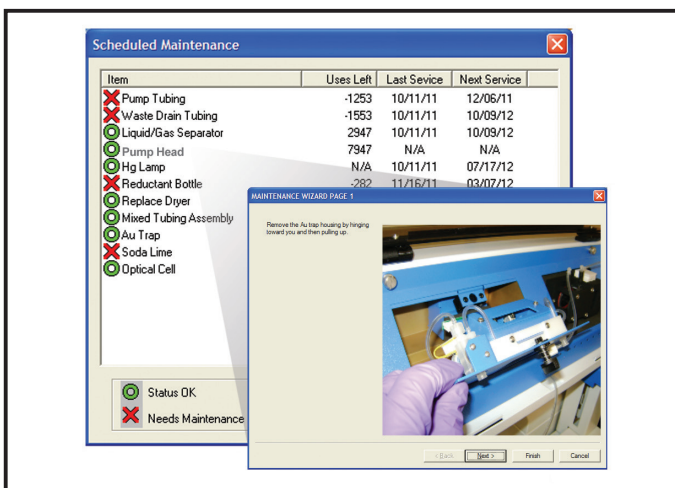 Scheduled Maintenance
Item Uses Left Last Sevice Next Service
Pump Tubing -1253 10/11/11 12/06/11
Waste Drain Tubing -1553 10/11/11 10/09/12
Liquid/Gas Separator 2947 10/11/11 10/09/12
Pump Head 7947 N/A N/A
Hg Lamp N/A 10/11/11 07/17/12
Reductant Bottle -282 11/16/11 03/07/12
Replace Dryer
Mixed Tubing Assembly
Au Trap
Soda Lime
Optical Cell
Status OK
Needs Maintenance
MAINTENANCE WIZARD PAGE 1
Remove the Au trap housing by hinging
toward you and then pulling up.
< Back Next > Finish Cancel